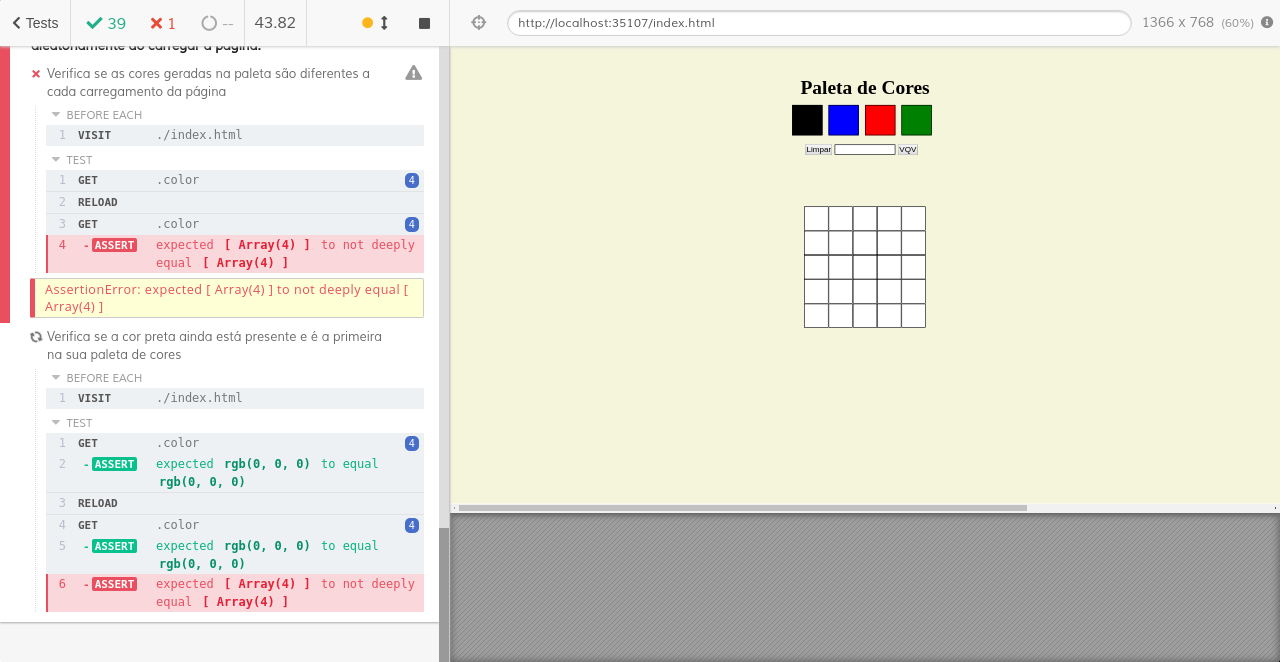 Tests 39 1 -- 43.82
http://localhost:35107/index.html 1366 x 768 (60%)
aleatoriamente ao carregar a página.
Verifica se as cores geradas na paleta são diferentes a
cada carregamento da página
BEFORE EACH
1 VISIT ./index.html
TEST
1 GET .color 4
2 RELOAD
3 GET .color 4
4 -ASSERT expected [ Array(4) ] to not deeply
equal [ Array(4) ]
AssertionError: expected [ Array(4) ] to not deeply equal [
Array(4) ]
Verifica se a cor preta ainda está presente e é a primeira
na sua paleta de cores
BEFORE EACH
1 VISIT ./index.html
TEST
1 GET .color 4
2 -ASSERT expected rgb(0, 0, 0) to equal
rgb(0, 0, 0)
3 RELOAD
4 GET .color 4
5 -ASSERT expected rgb(0, 0, 0) to equal
rgb(0, 0, 0)
6 -ASSERT expected [ Array(4) ] to not deeply
equal [ Array(4) ]
Paleta de Cores
Limpar VQV